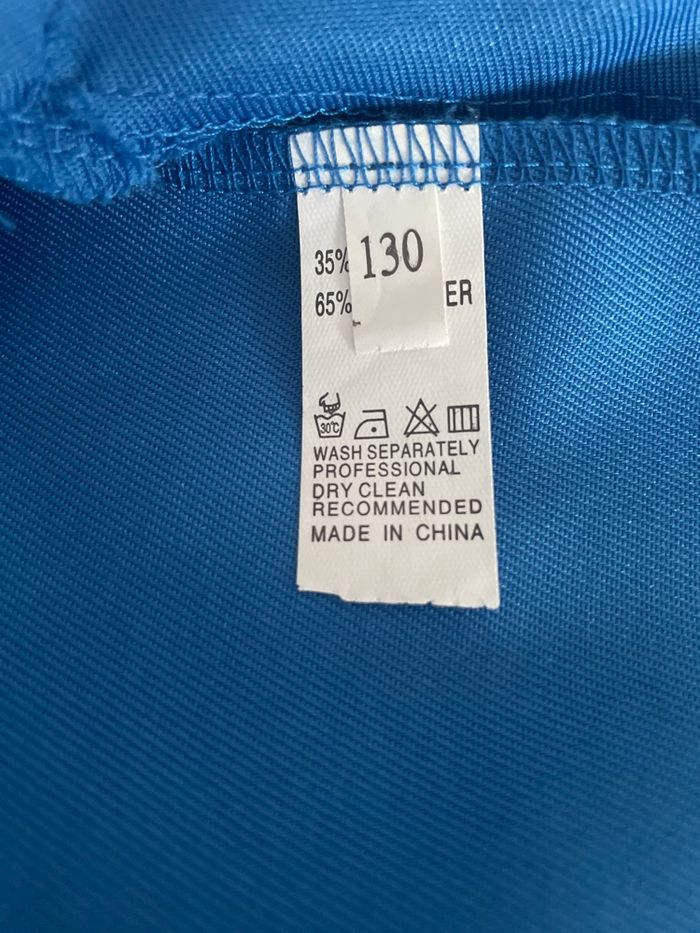 130
35%
65% ER
30°C
WASH SEPARATELY
PROFESSIONAL
DRY CLEAN
RECOMMENDED
MADE IN CHINA